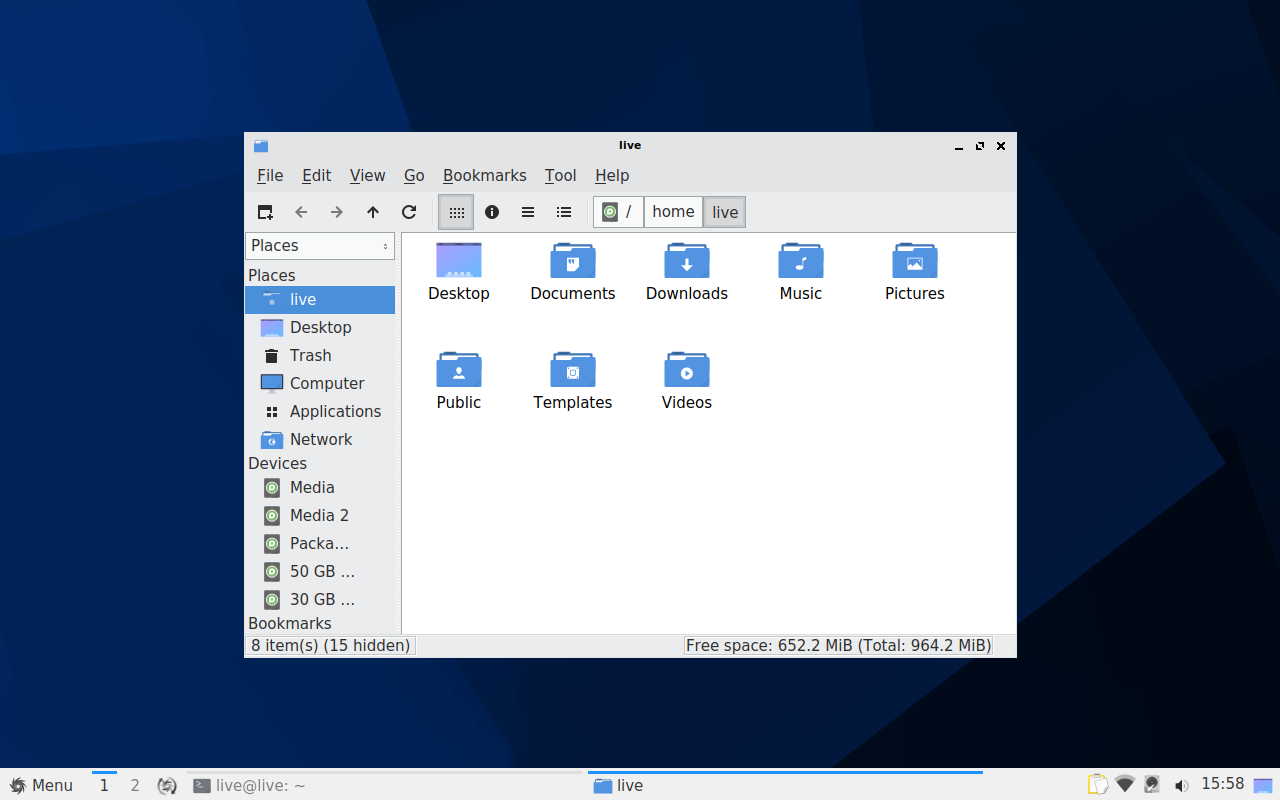 live
File Edit View Go Bookmarks Tool Help
/ home live
Places
Places
live
Desktop
Trash
Computer
Applications
Network
Devices
Media
Media 2
Packa...
50 GB ...
30 GB ...
Bookmarks
Desktop Documents Downloads Music Pictures
Public Templates Videos
8 item(s) (15 hidden) Free space: 652.2 MiB (Total: 964.2 MiB)
Menu 1 2 live@live: ~ live 15:58